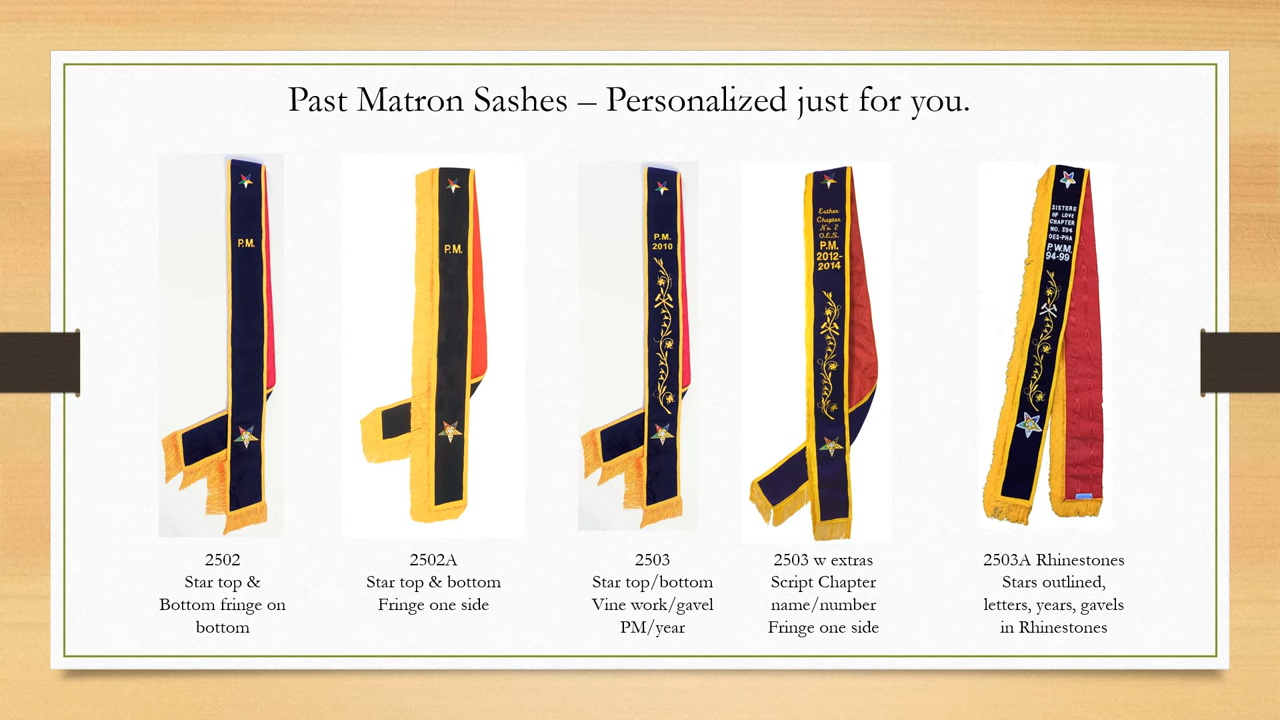 Past Matron Sashes – Personalized just for you.
P.M.
P.M.
P.M.
2010
Esther
Chapter
No. 2
O.E.S.
P.M.
2012-
2014
SISTERS
OF LOVE
CHAPTER
NO. 594
OES-PHA
P.W.M.
94-99
2502
Star top &
Bottom fringe on
bottom
2502A
Star top & bottom
Fringe one side
2503
Star top/bottom
Vine work/gavel
PM/year
2503 w extras
Script Chapter
name/number
Fringe one side
2503A Rhinestones
Stars outlined,
letters, years, gavels
in Rhinestones